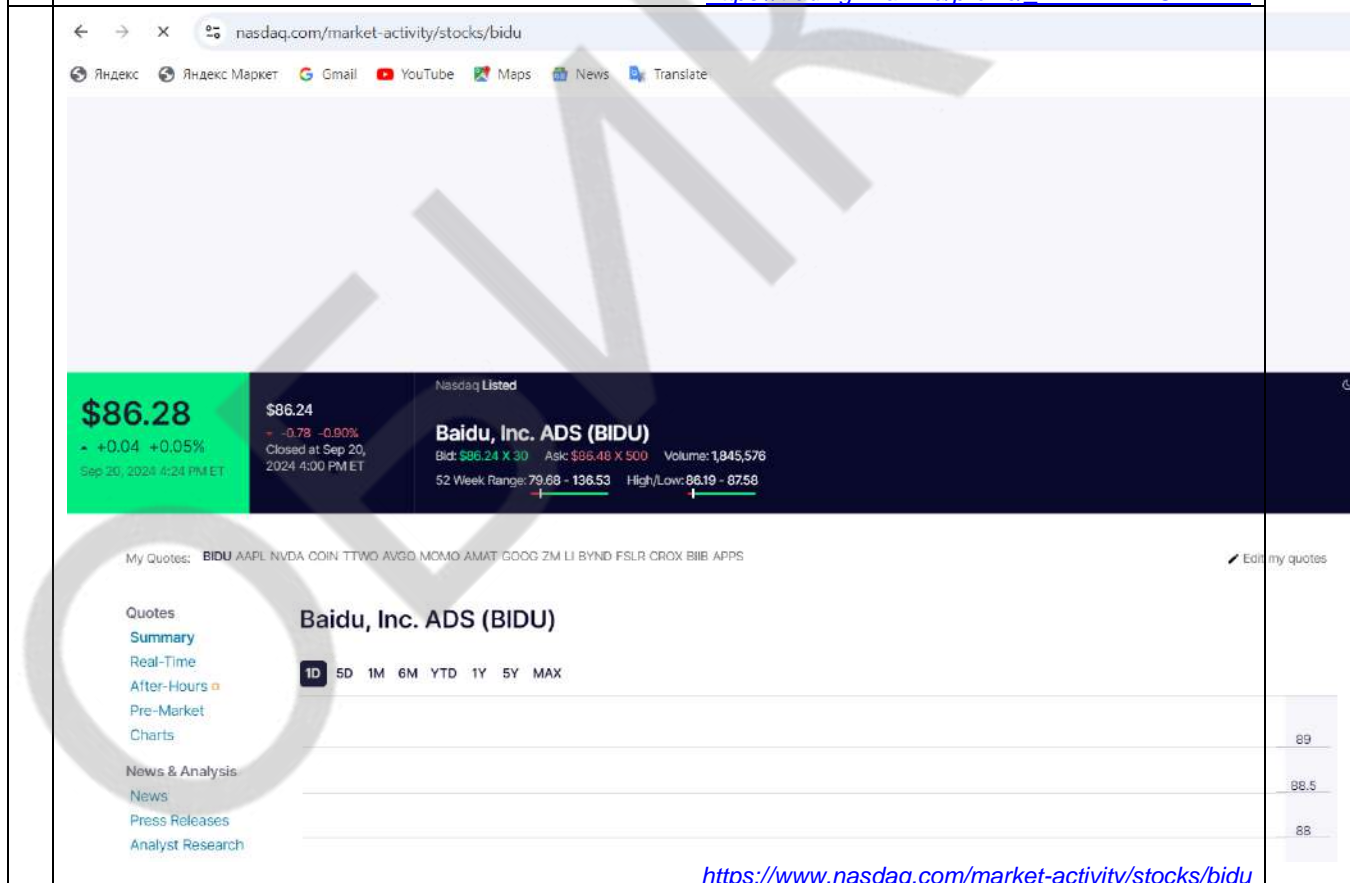 nasdaq.com/market-activity/stocks/bidu
Яндекс Яндекс Маркет Gmail YouTube Maps News Translate
Nasdaq Listed
$86.28
+0.04 +0.05%
Sep 20, 2024 4:24 PM ET
$86.24
-0.78 -0.90%
Closed at Sep 20,
2024 4:00 PM ET
Baidu, Inc. ADS (BIDU)
Bid: $86.24 X 30 Ask: $86.48 X 500 Volume: 1,845,576
52 Week Range: 79.68 - 136.53 High/Low: 86.19 - 87.58
My Quotes: BIDU AAPL NVDA COIN TTWO AVGO MOMO AMAT GOOG ZM LI BYND FSLR CROX BIIB APPS
Edit my quotes
Quotes
Summary
Real-Time
After-Hours
Pre-Market
Charts
News & Analysis
News
Press Releases
Analyst Research
Baidu, Inc. ADS (BIDU)
1D 5D 1M 6M YTD 1Y 5Y MAX
89
88.5
88
https://www.nasdaq.com/market-activity/stocks/bidu